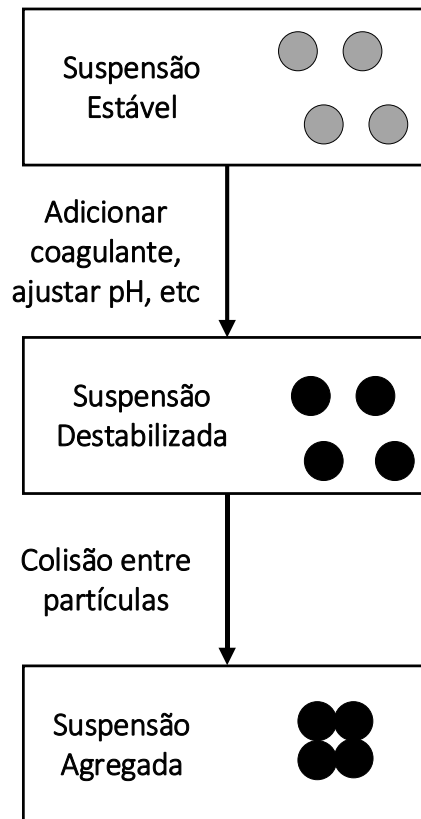 Suspensão
Estável
Adicionar
coagulante,
ajustar pH, etc
Suspensão
Destabilizada
Colisão entre
partículas
Suspensão
Agregada